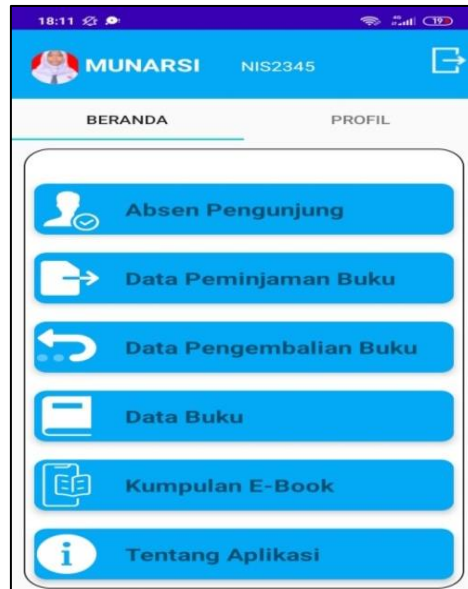 18:11
19
MUNARSI NIS2345
BERANDA PROFIL
Absen Pengunjung
Data Peminjaman Buku
Data Pengembalian Buku
Data Buku
Kumpulan E-Book
Tentang Aplikasi